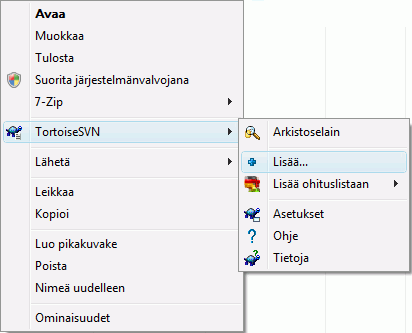 Avaa
Muokkaa
Tulosta
Suorita järjestelmänvalvojana
7-Zip
TortoiseSVN
Lähetä
Leikkaa
Kopioi
Luo pikakuvake
Poista
Nimeä uudelleen
Ominaisuudet
Arkistoselain
Lisää...
Lisää ohituslistaan
Asetukset
Ohje
Tietoja